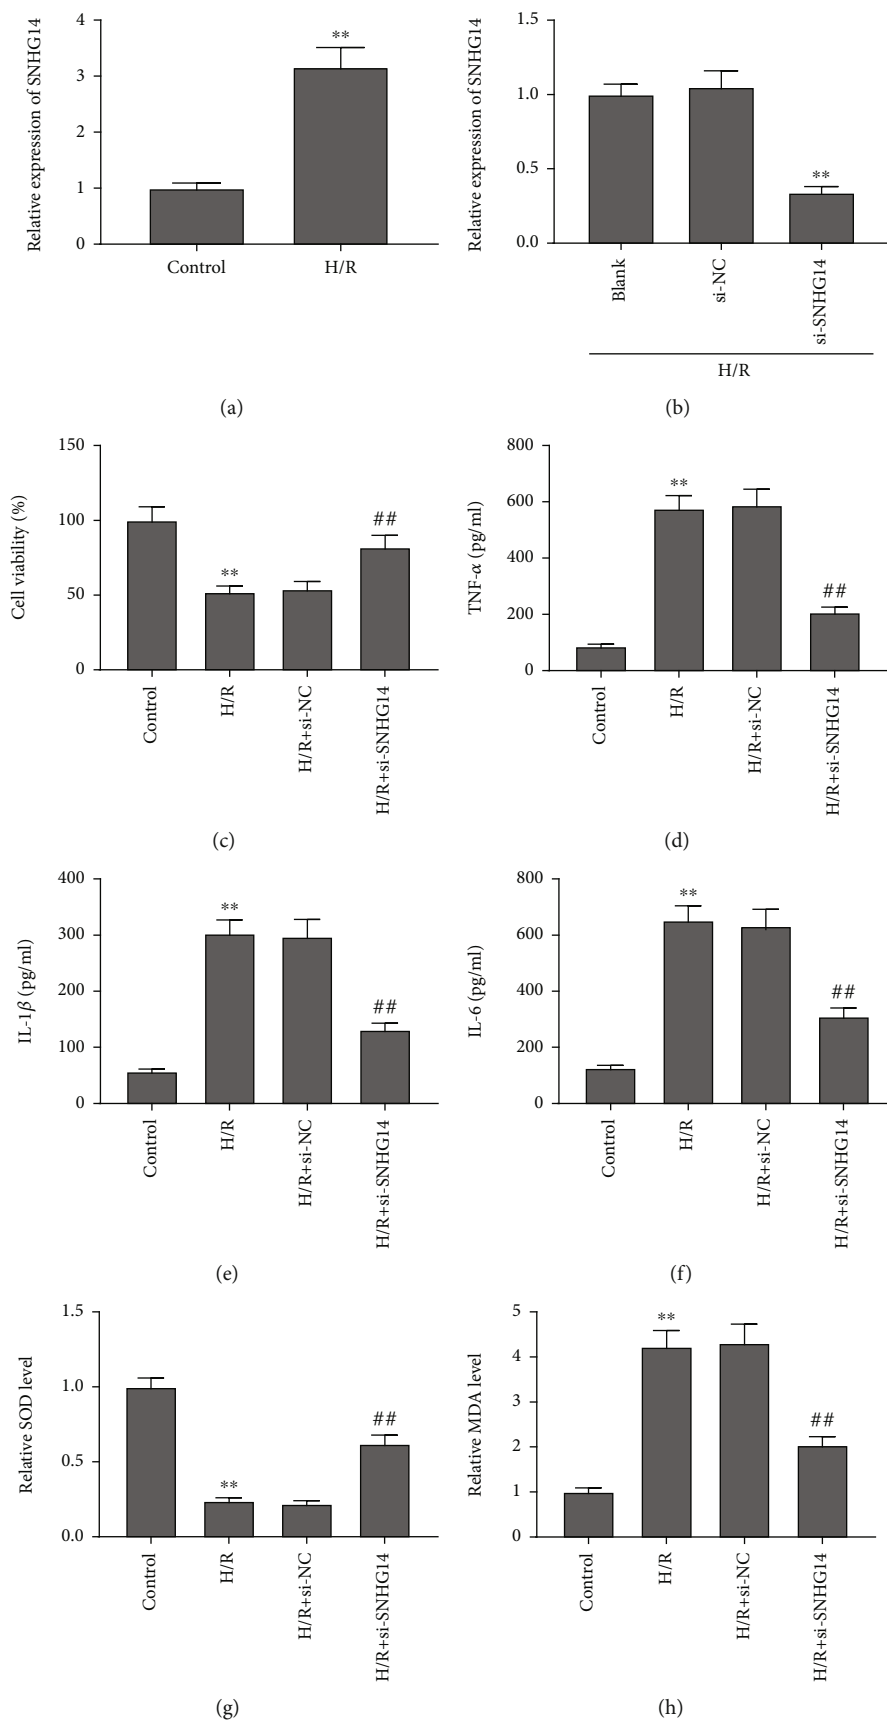 Relative expression of SNHG14
4
3
2
1
0
**
Control
H/R
(a)
Relative expression of SNHG14
1.5
1.0
0.5
0.0
**
Blank
si-NC
si-SNHG14
H/R
(b)
Cell viability (%)
150
100
50
0
**
##
Control
H/R
H/R+si-NC
H/R+si-SNHG14
(c)
TNF-α (pg/ml)
800
600
400
200
0
**
##
Control
H/R
H/R+si-NC
H/R+si-SNHG14
(d)
IL-1β (pg/ml)
400
300
200
100
0
**
##
Control
H/R
H/R+si-NC
H/R+si-SNHG14
(e)
IL-6 (pg/ml)
800
600
400
200
0
**
##
Control
H/R
H/R+si-NC
H/R+si-SNHG14
(f)
Relative SOD level
1.5
1.0
0.5
0.0
**
##
Control
H/R
H/R+si-NC
H/R+si-SNHG14
(g)
Relative MDA level
5
4
3
2
1
0
**
##
Control
H/R
H/R+si-NC
H/R+si-SNHG14
(h)